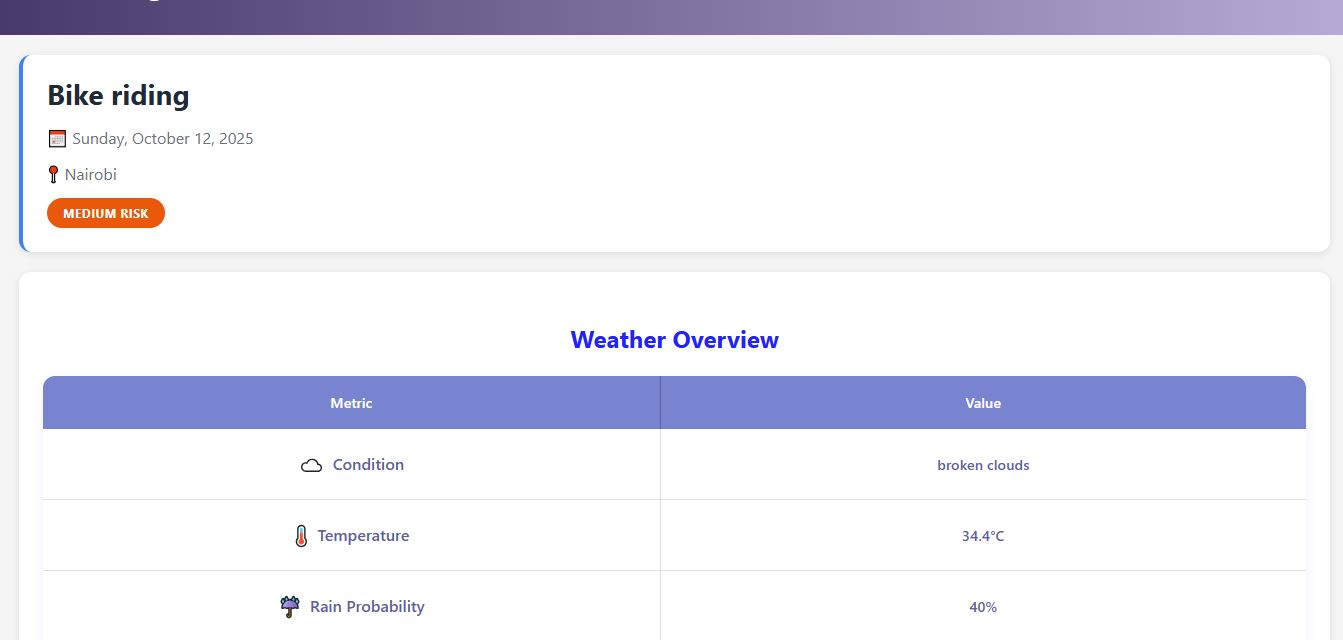 Bike riding
Sunday, October 12, 2025
Nairobi
MEDIUM RISK
Weather Overview
Metric Value
Condition broken clouds
Temperature 34.4°C
Rain Probability 40%